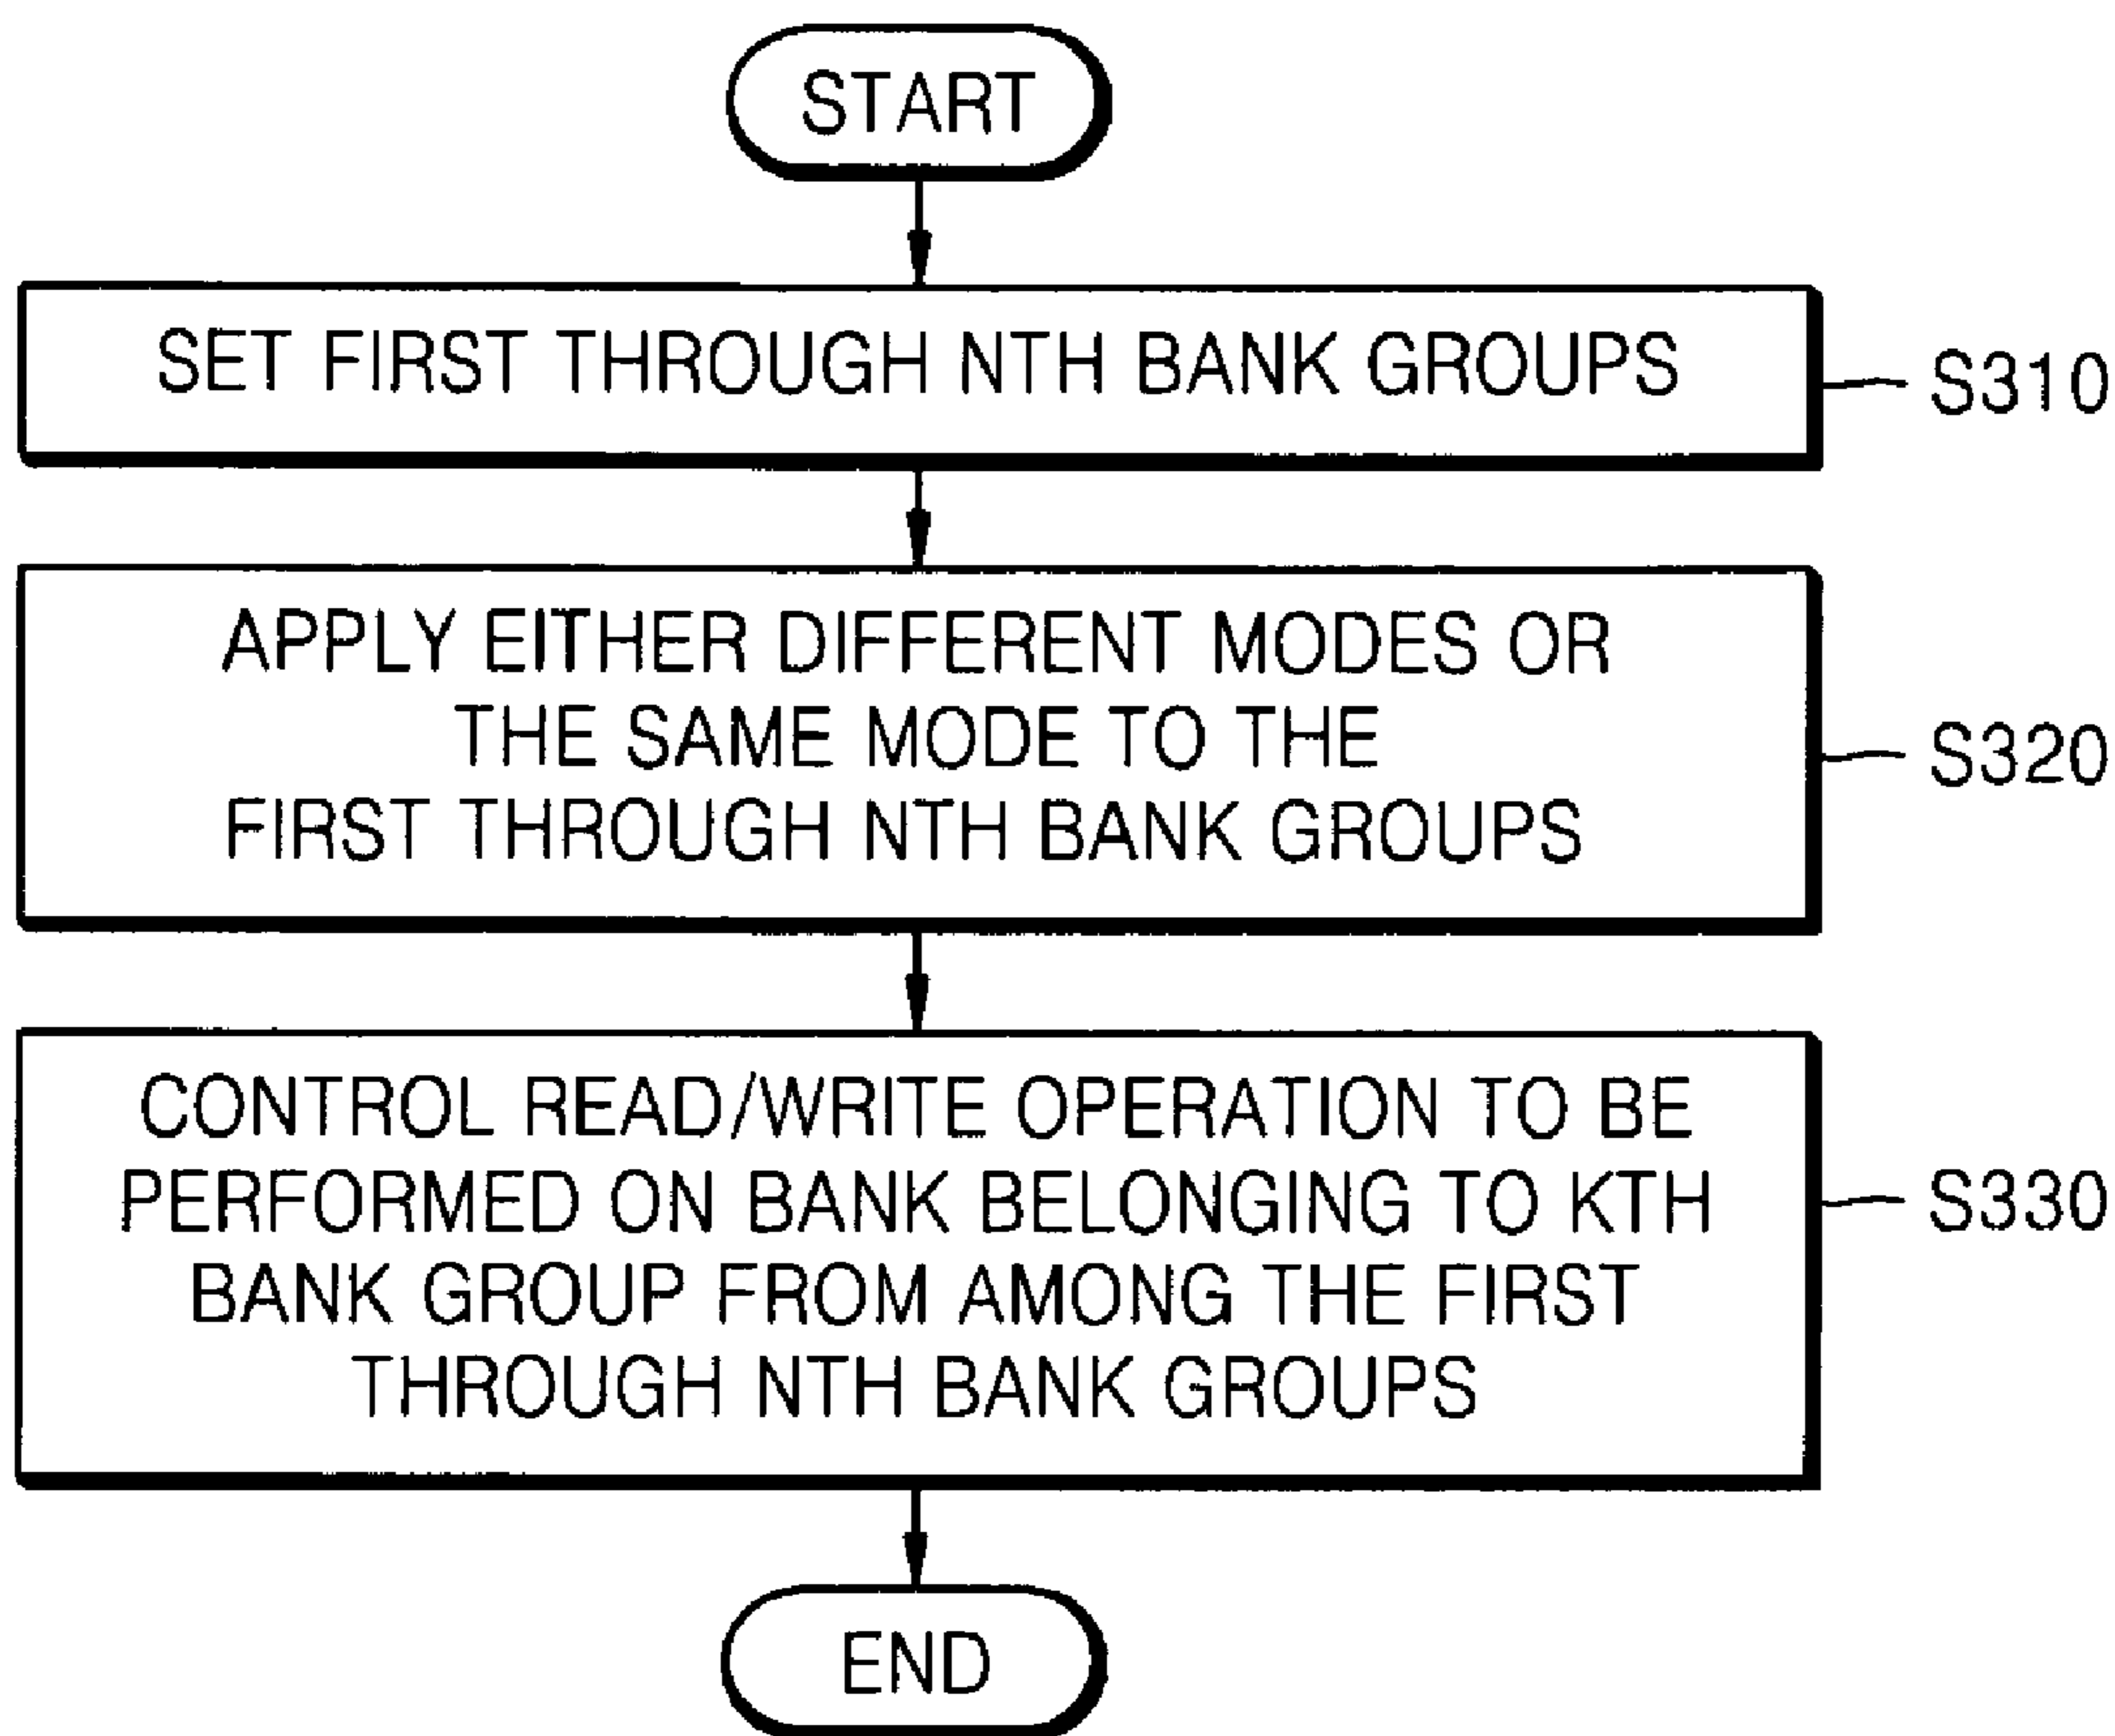 START
SET FIRST THROUGH NTH BANK GROUPS
S310
APPLY EITHER DIFFERENT MODES OR
THE SAME MODE TO THE
FIRST THROUGH NTH BANK GROUPS
S320
CONTROL READ/WRITE OPERATION TO BE
PERFORMED ON BANK BELONGING TO KTH
BANK GROUP FROM AMONG THE FIRST
THROUGH NTH BANK GROUPS
S330
END